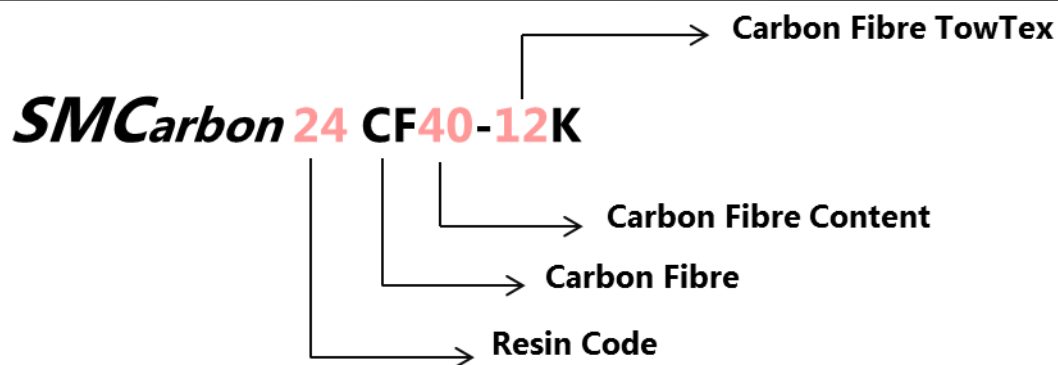 Carbon Fibre TowTex
SMCarbon 24 CF40-12K
Carbon Fibre Content
Carbon Fibre
Resin Code